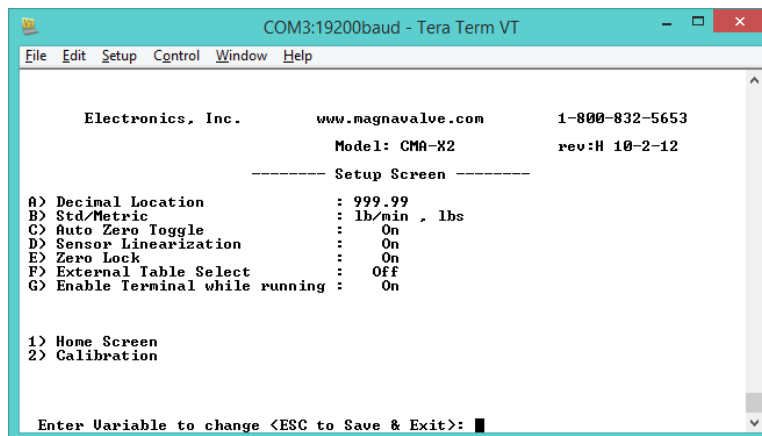 COM3:19200baud - Tera Term VT
File Edit Setup Control Window Help
Electronics, Inc. www.magnavalve.com 1-800-832-5653
Model: CMA-X2 rev:H 10-2-12
-------- Setup Screen --------
A) Decimal Location : 999.99
B) Std/Metric : lb/min , lbs
C) Auto Zero Toggle : On
D) Sensor Linearization : On
E) Zero Lock : On
F) External Table Select : Off
G) Enable Terminal while running : On
1) Home Screen
2) Calibration
Enter Variable to change <ESC to Save & Exit>: